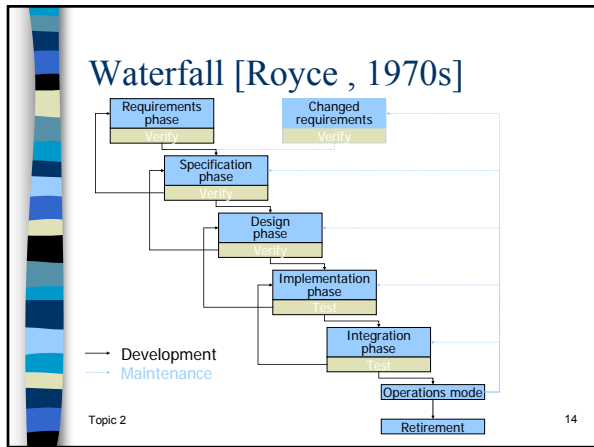 Waterfall [Royce , 1970s]
Requirements
phase
Verify
Changed
requirements
Verify
Specification
phase
Verify
Design
phase
Verify
Implementation
phase
Test
Integration
phase
Test
Development
Maintenance
Operations mode
Retirement
Topic 2
14